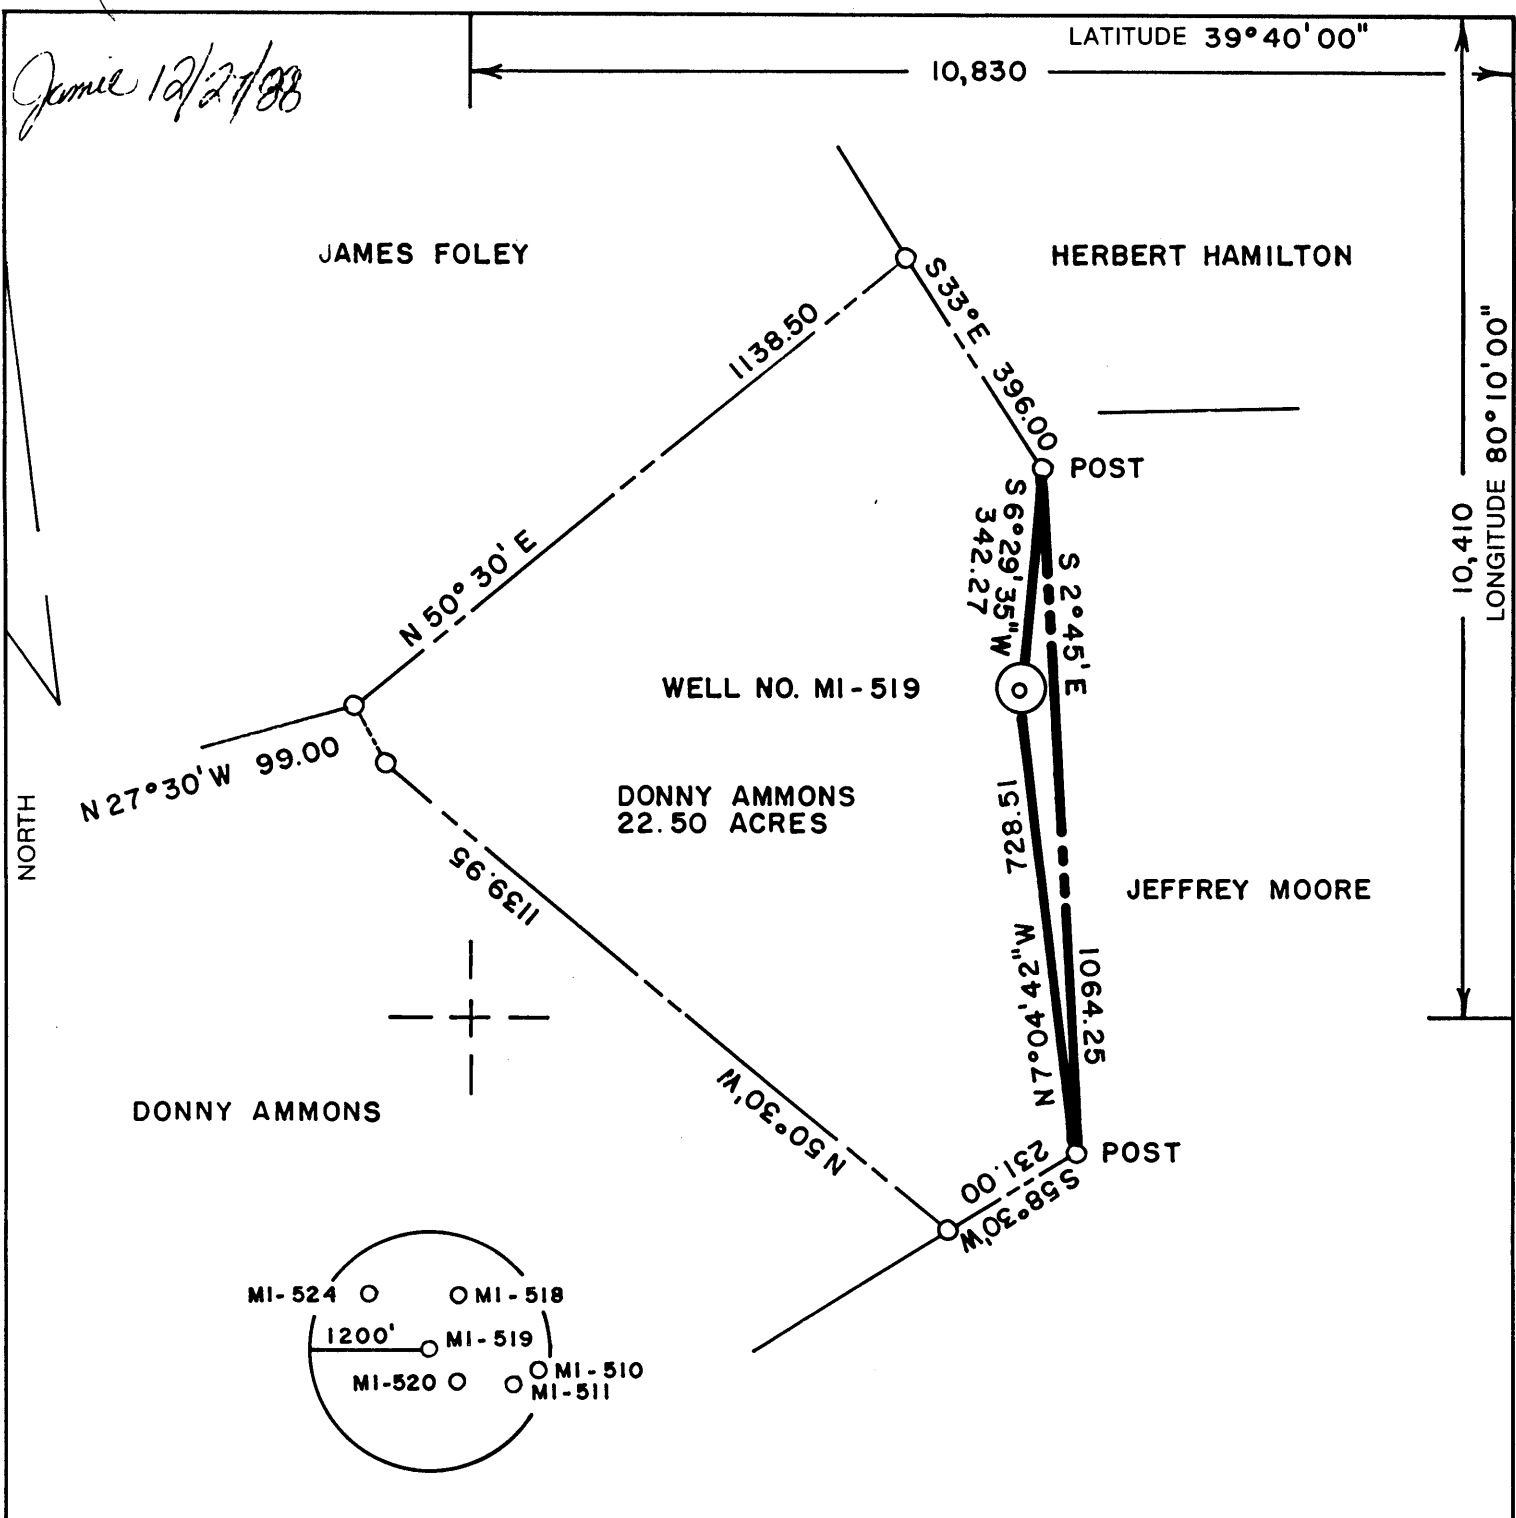 LATITUDE 39°40'00"
10,830
Jamie 12/27/88
JAMES FOLEY
HERBERT HAMILTON
S 33° E 396.00
1138.50
N 50° 30' E
POST
10,410
LONGITUDE 80°10'00"
S 6°29'35" W
342.27
S 2°45' E
1064.25
WELL NO. MI-519
N 27°30' W 99.00
NORTH
DONNY AMMONS
22.50 ACRES
728.51
N 7°04'42" W
JEFFREY MOORE
1139.95
N 50°30' W
DONNY AMMONS
POST
231.00
S 58°30' W
MI-524
MI-518
1200'
MI-519
MI-510
MI-520
MI-511